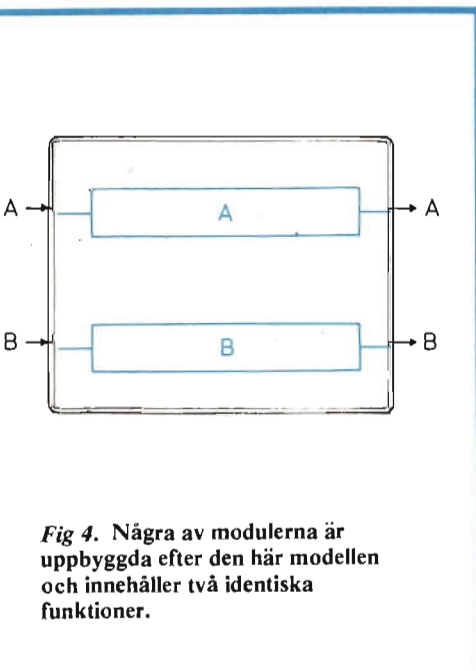 A A A
B B B
Fig 4. Några av modulerna är
uppbyggda efter den här modellen
och innehåller två identiska
funktioner.